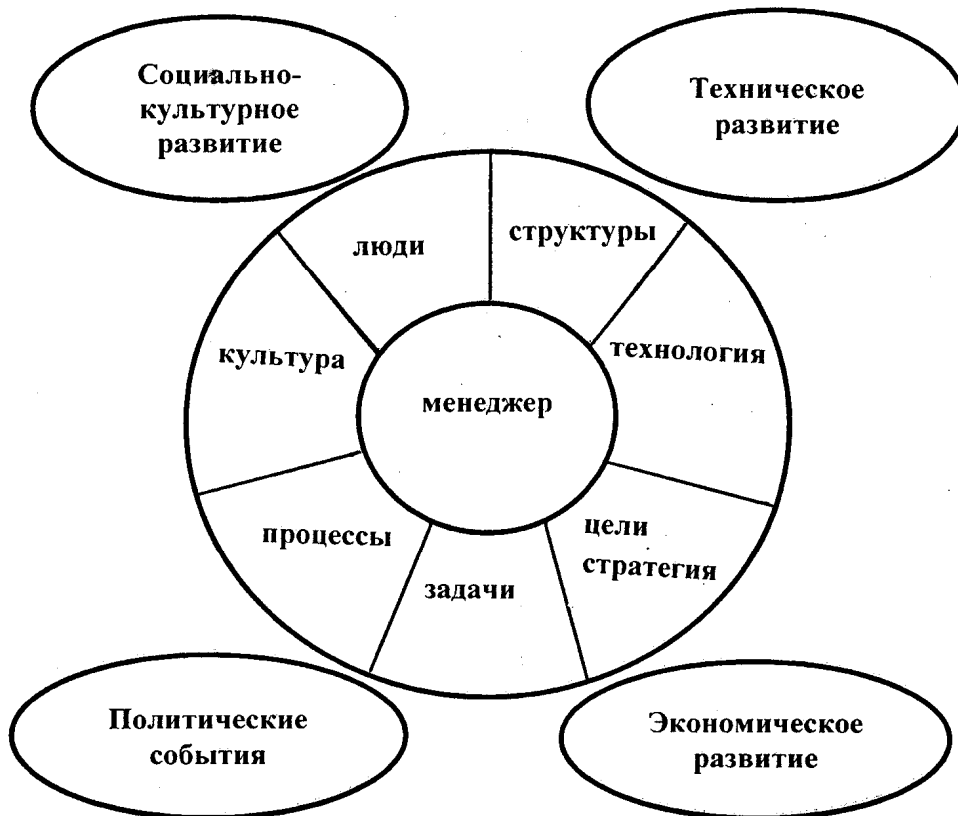 Социально-
культурное
развитие
Техническое
развитие
люди
структуры
культура
технология
менеджер
процессы
задачи
цели
стратегия
Политические
события
Экономическое
развитие